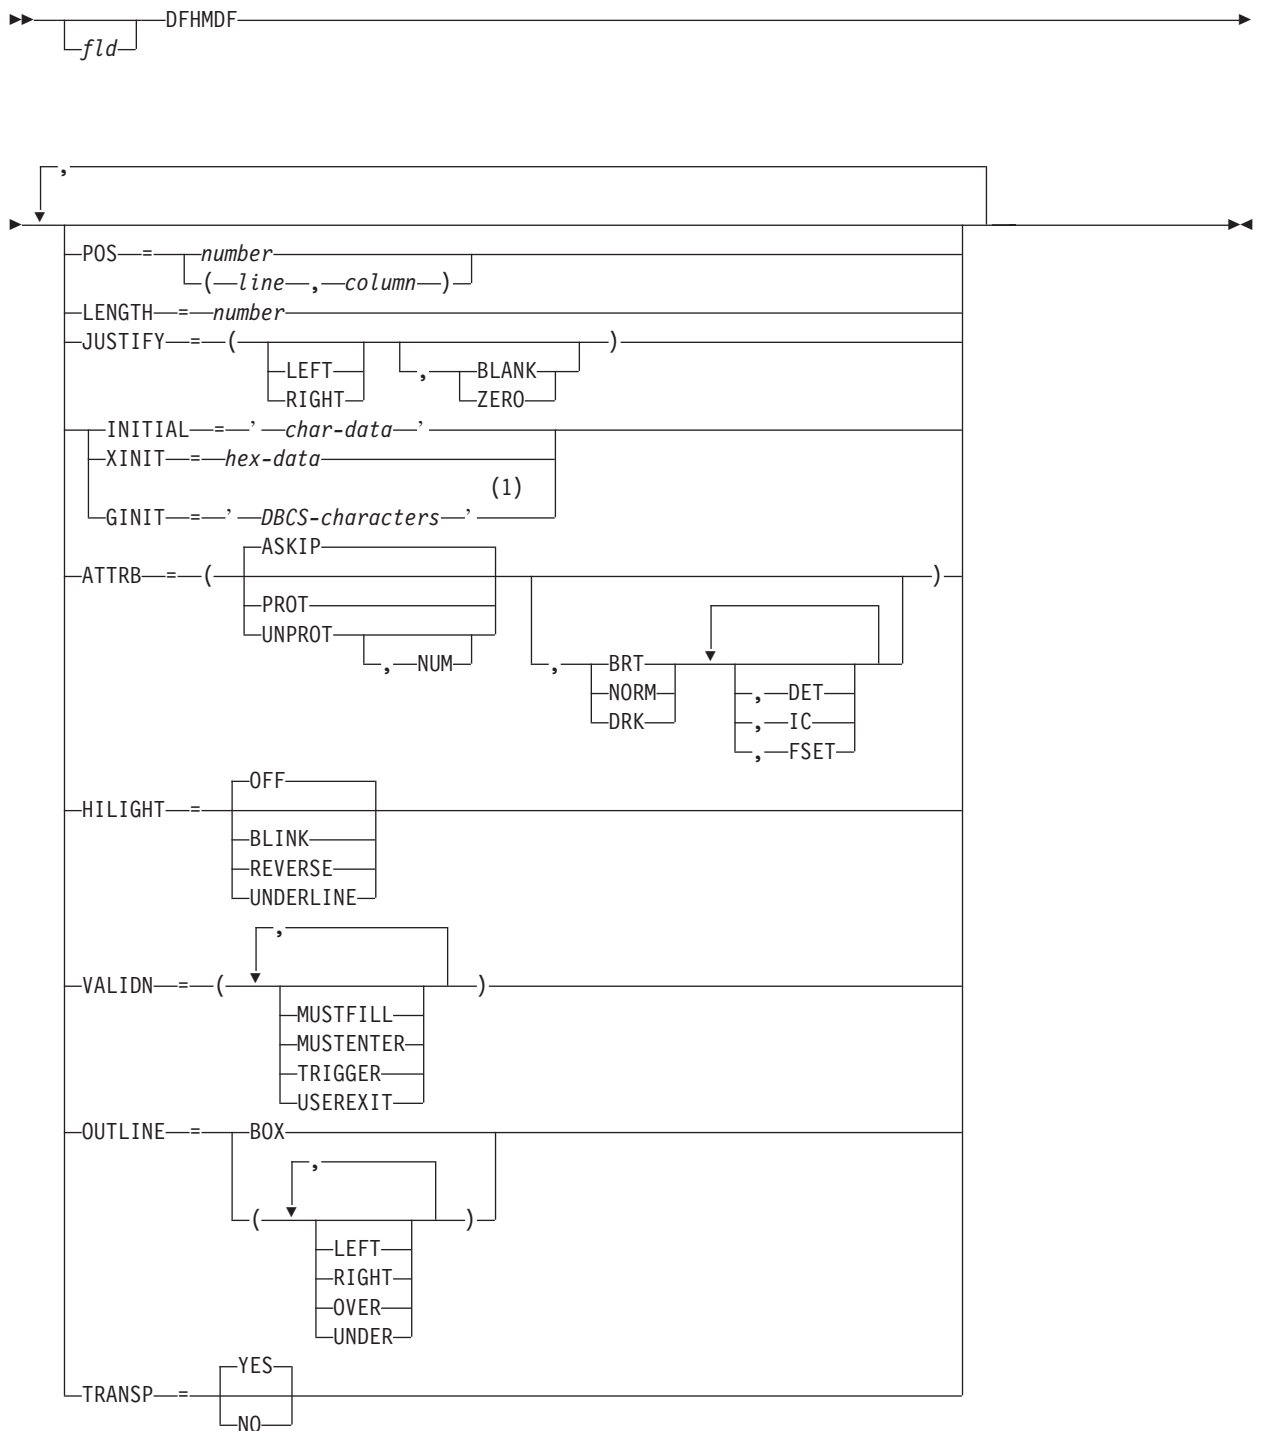 DFHMDF
fld
,
POS = number
( line , column )
LENGTH = number
JUSTIFY = ( )
LEFT , BLANK
RIGHT ZERO
INITIAL = ’ char-data ’
XINIT = hex-data
(1)
GINIT = ’ DBCS-characters ’
ASKIP
ATTRB = ( )
PROT
UNPROT
, NUM , BRT
NORM , DET
DRK , IC
, FSET
OFF
HILIGHT =
BLINK
REVERSE
UNDERLINE
,
VALIDN = ( )
MUSTFILL
MUSTENTER
TRIGGER
USEREXIT
OUTLINE = BOX
,
( )
LEFT
RIGHT
OVER
UNDER
YES
TRANSP =
NO